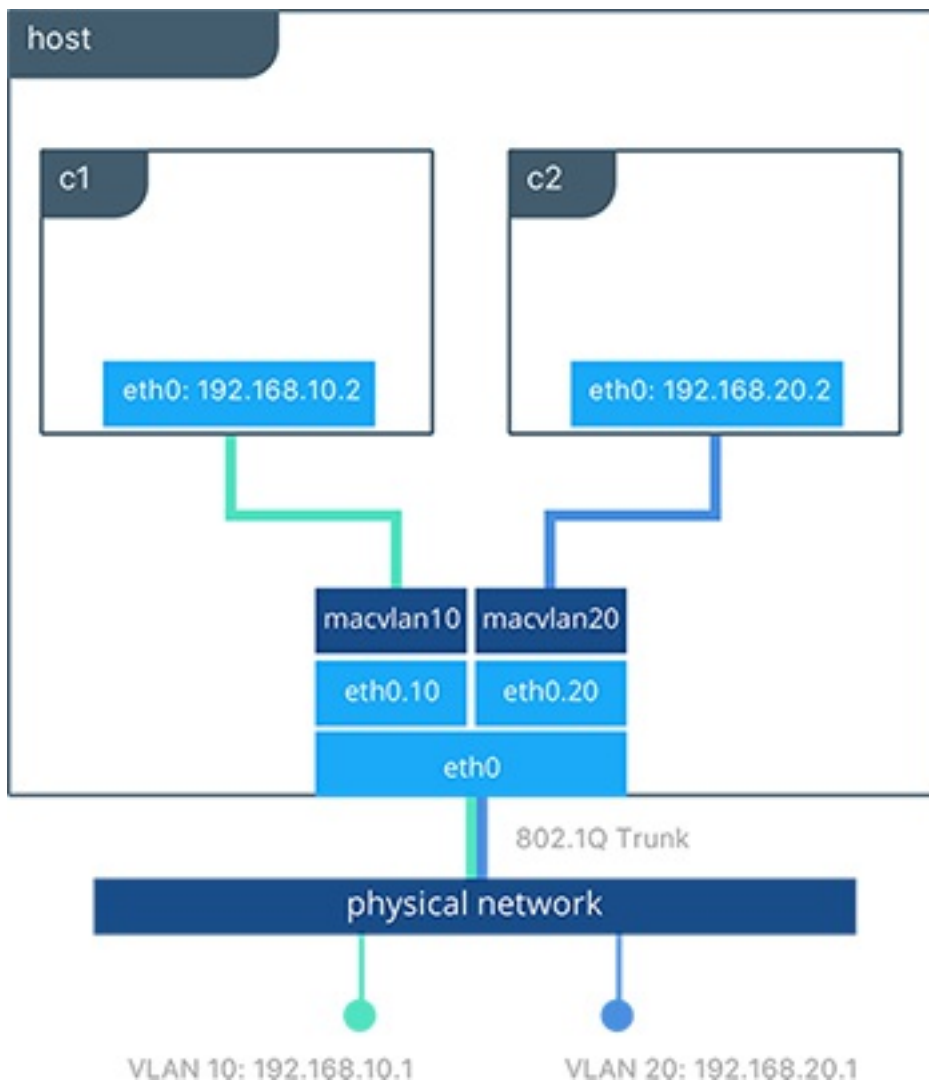 host
c1
c2
eth0: 192.168.10.2
eth0: 192.168.20.2
macvlan10
macvlan20
eth0.10
eth0.20
eth0
802.1Q Trunk
physical network
VLAN 10: 192.168.10.1
VLAN 20: 192.168.20.1